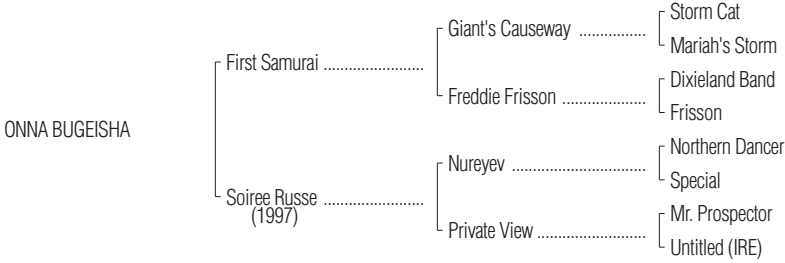 Storm Cat
Giant's Causeway ................
Mariah's Storm
First Samurai ........................
Dixieland Band
Freddie Frisson ....................
Frisson
ONNA BUGEISHA
Northern Dancer
Nureyev ................................
Special
Soiree Russe ........................
(1997)
Mr. Prospector
Private View ..........................
Untitled (IRE)